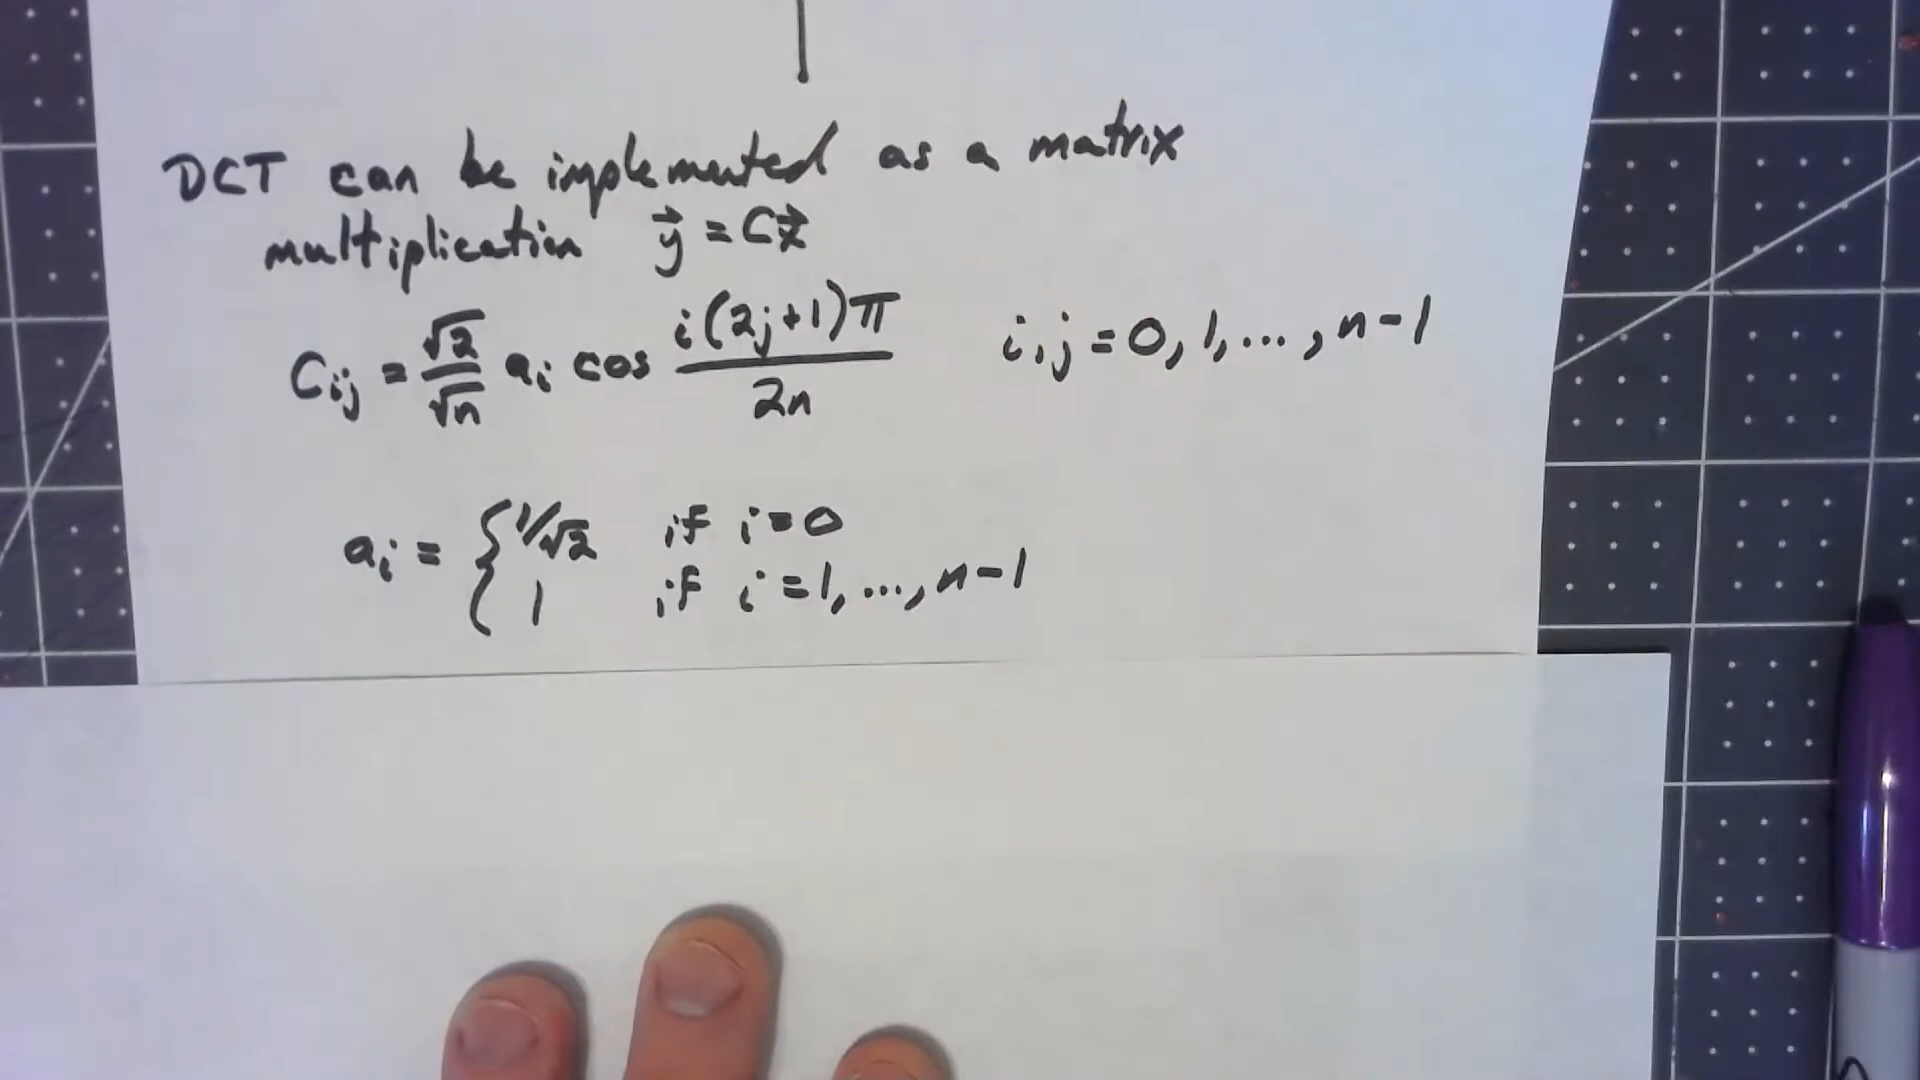 DCT can be implemented as a matrix
multiplication y⃗ = Cx⃗
Cᵢⱼ = √2/√n aᵢ cos i(2j+1)π/2n    i,j = 0, 1, ..., n-1
aᵢ = { 1/√2 if i=0
1 if i=1, ..., n-1